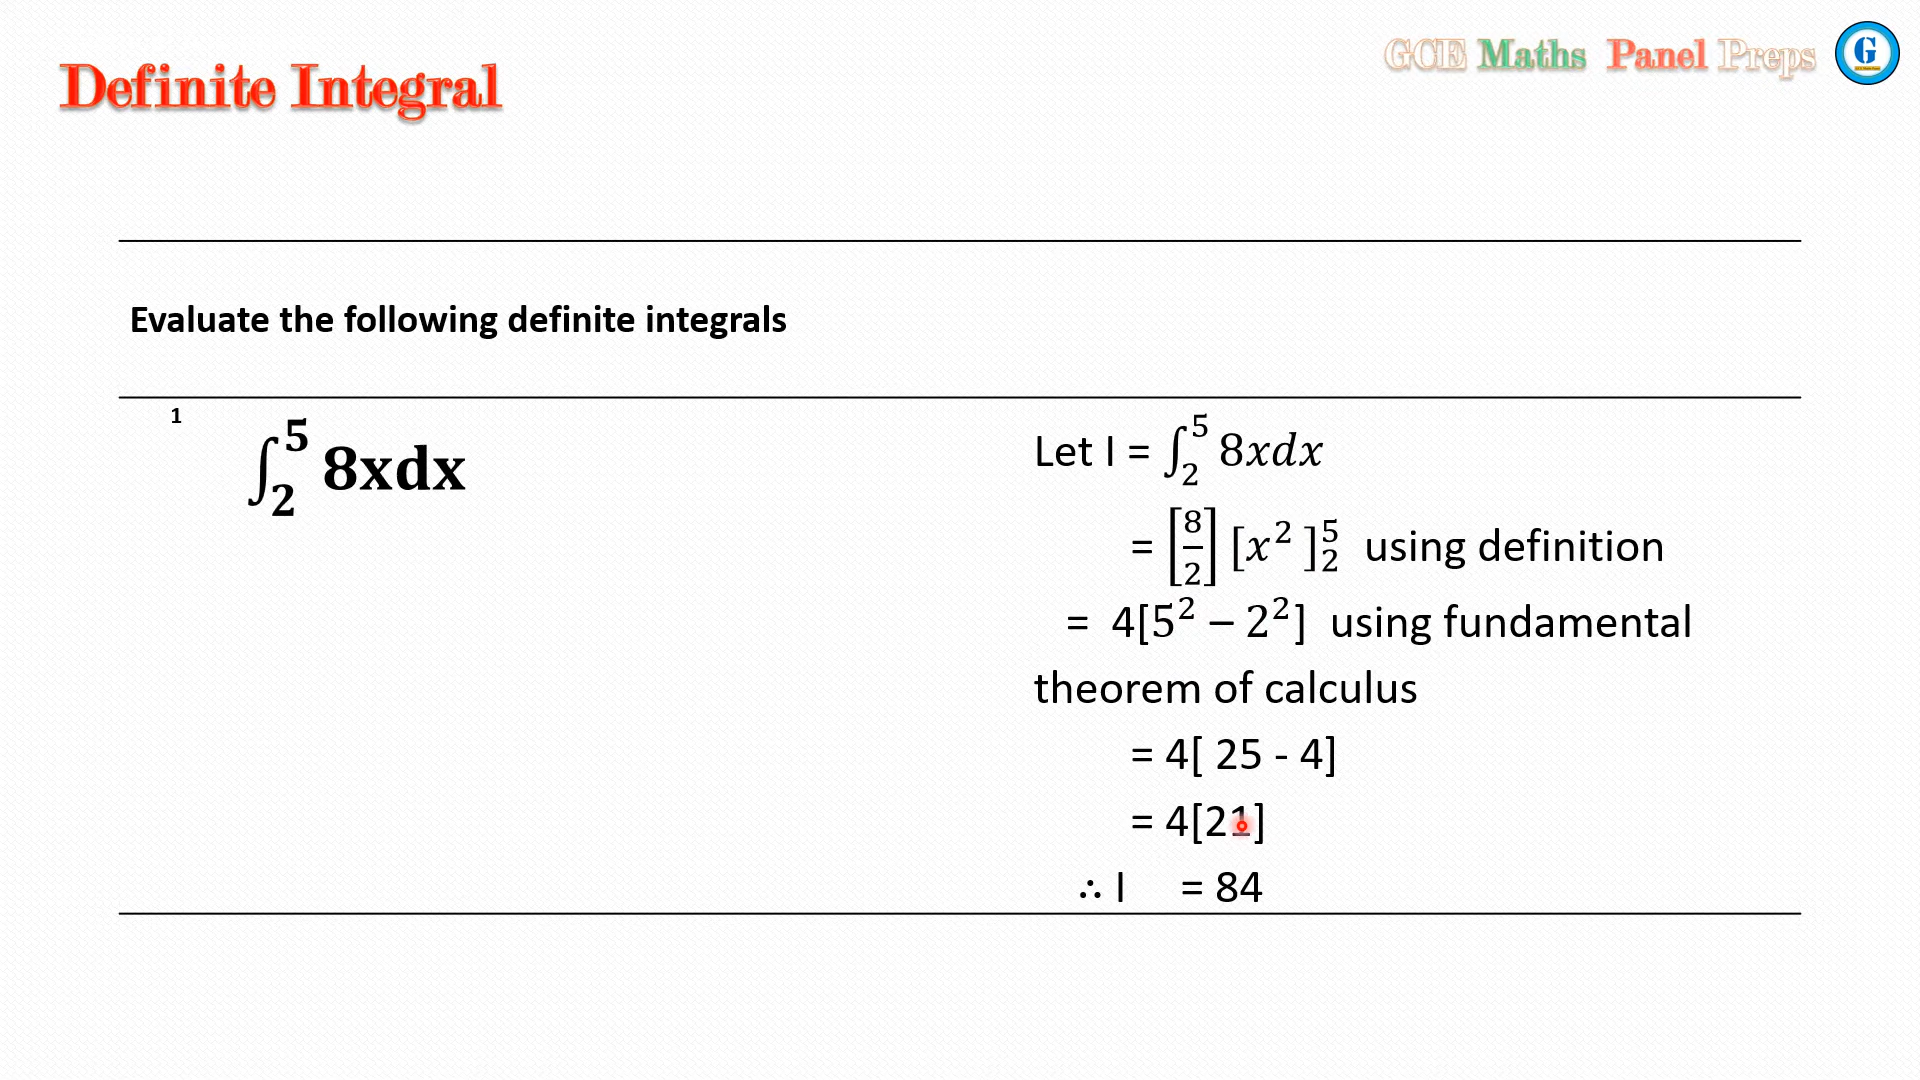 Definite Integral
GCE Maths Panel Preps
G
Evaluate the following definite integrals
1
∫₂⁵ 8xdx
Let I = ∫₂⁵ 8xdx
= [8/2] [x²]₂⁵ using definition
= 4[5² – 2²] using fundamental
theorem of calculus
= 4[ 25 - 4]
= 4[21]
∴ I = 84